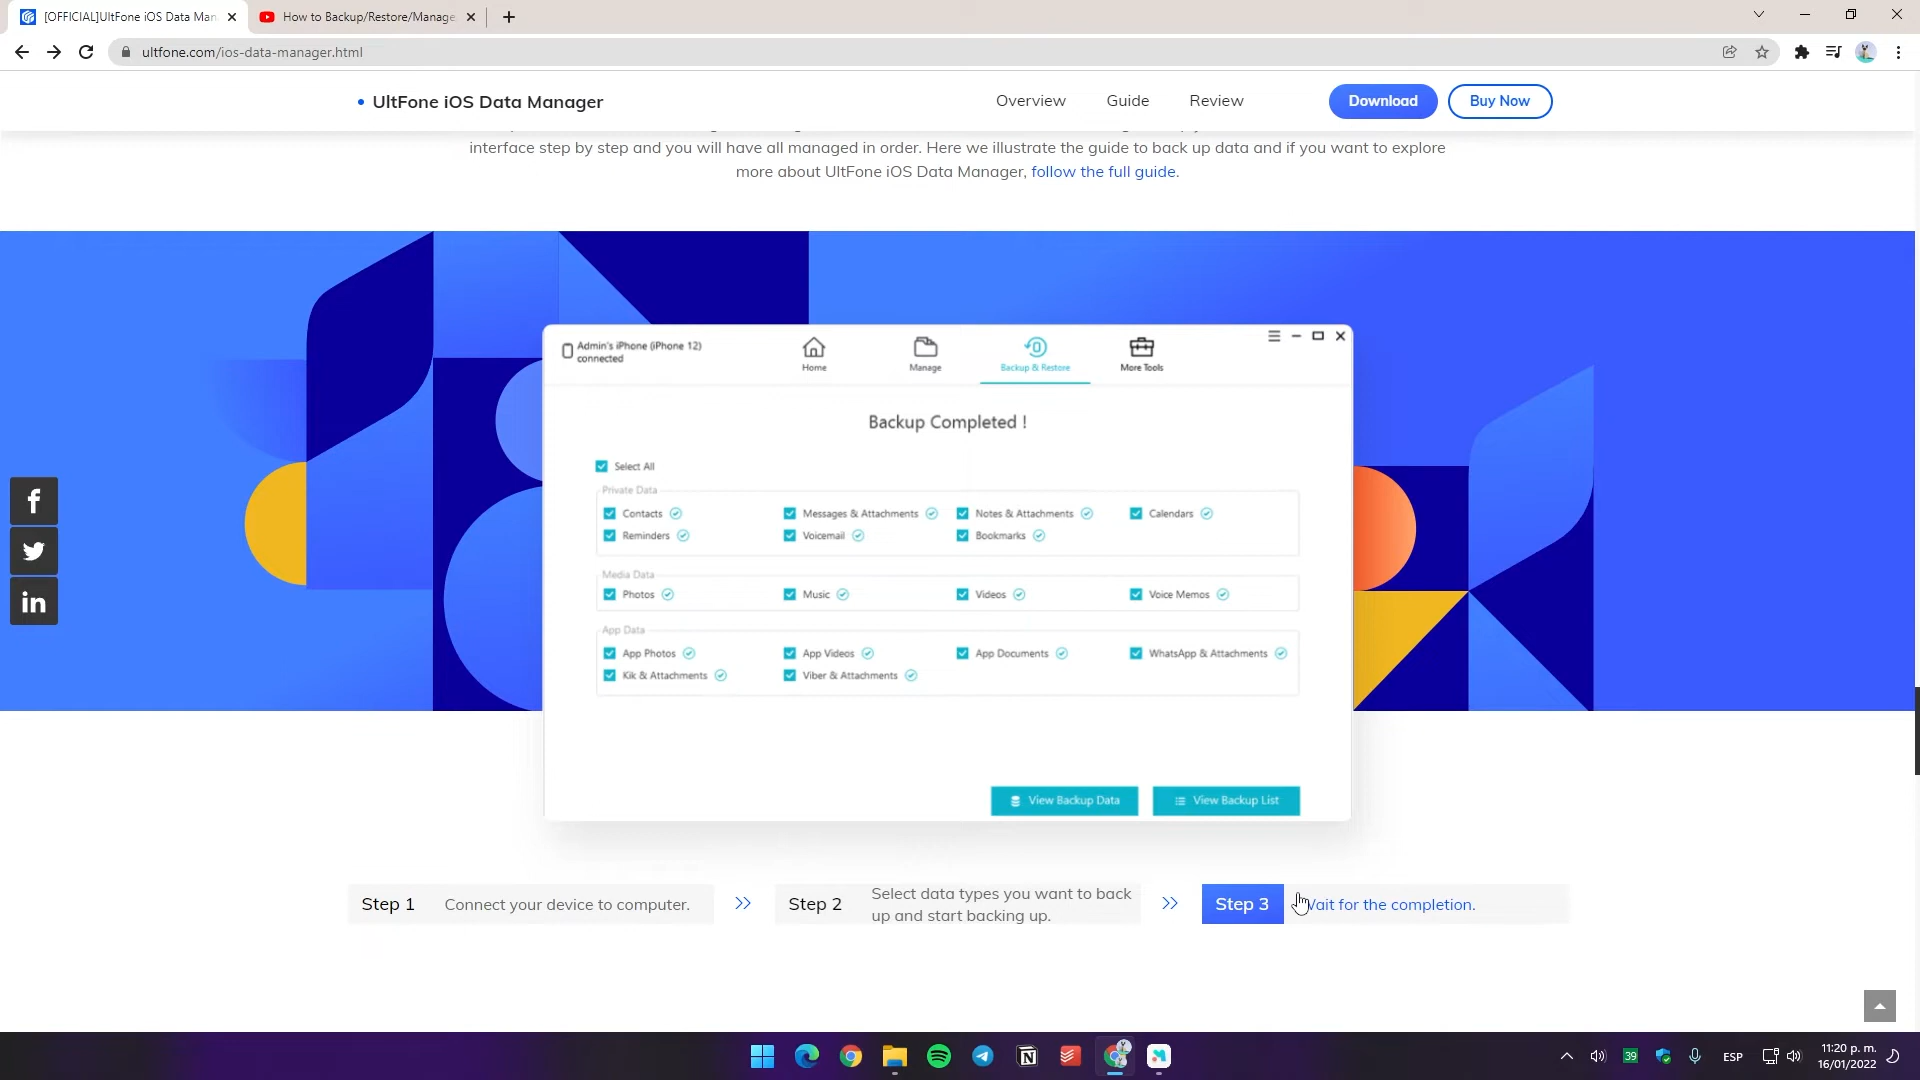 [OFFICIAL]UltFone iOS Data Man
How to Backup/Restore/Manage
ultfone.com/ios-data-manager.html
UltFone iOS Data Manager
Overview
Guide
Review
Download
Buy Now
interface step by step and you will have all managed in order. Here we illustrate the guide to back up data and if you want to explore
more about UltFone iOS Data Manager, follow the full guide.
Admin's iPhone (iPhone 12)
connected
Home
Manage
Backup & Restore
More Tools
Backup Completed !
Select All
Private Data
Contacts
Messages & Attachments
Notes & Attachments
Calendars
Reminders
Voicemail
Bookmarks
Media Data
Photos
Music
Videos
Voice Memos
App Data
App Photos
App Videos
App Documents
WhatsApp & Attachments
Kik & Attachments
Viber & Attachments
View Backup Data
View Backup List
f
in
Step 1
Connect your device to computer.
Step 2
Select data types you want to back
up and start backing up.
Step 3
Wait for the completion.
39
ESP
11:20 p. m.
16/01/2022